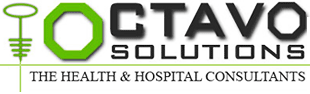 OCTAVO
SOLUTIONS
THE HEALTH & HOSPITAL CONSULTANTS